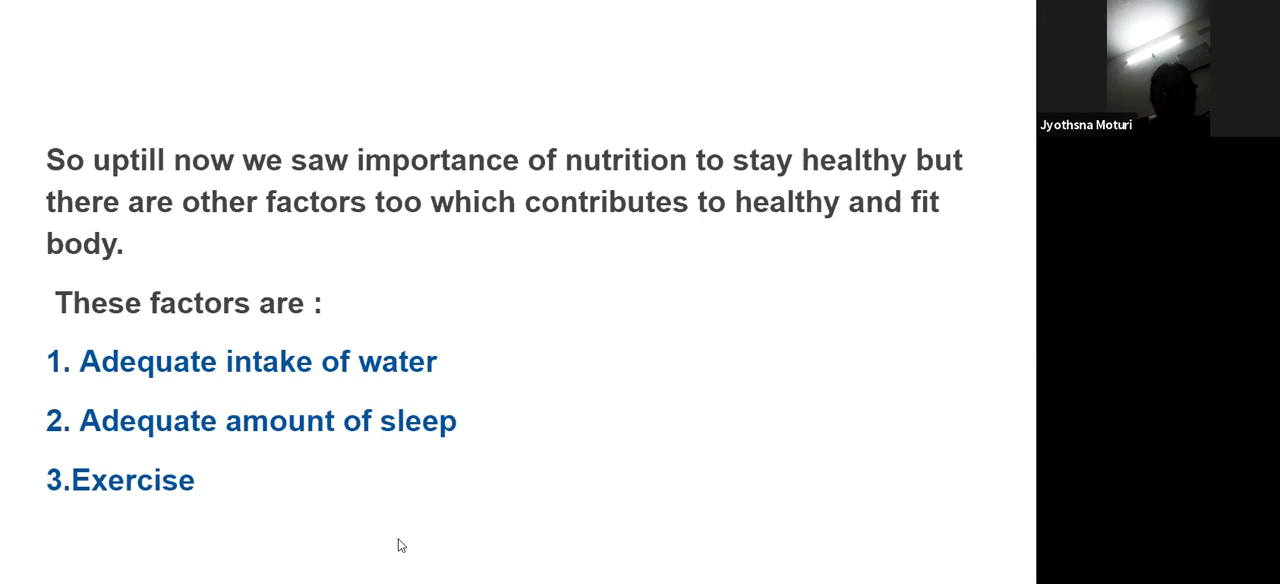 So uptill now we saw importance of nutrition to stay healthy but
there are other factors too which contributes to healthy and fit
body.
These factors are :
1. Adequate intake of water
2. Adequate amount of sleep
3.Exercise
Jyothsna Moturi